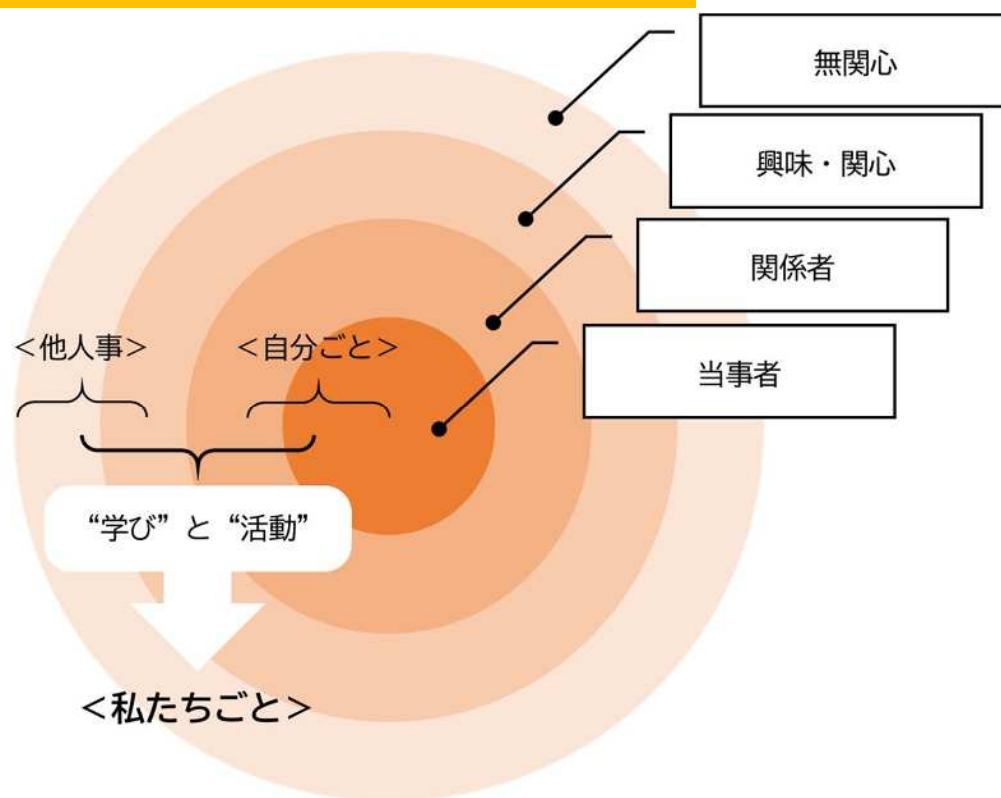 無関心
興味・関心
関係者
当事者
＜他人事＞
＜自分ごと＞
“学び” と “活動”
＜私たちごと＞